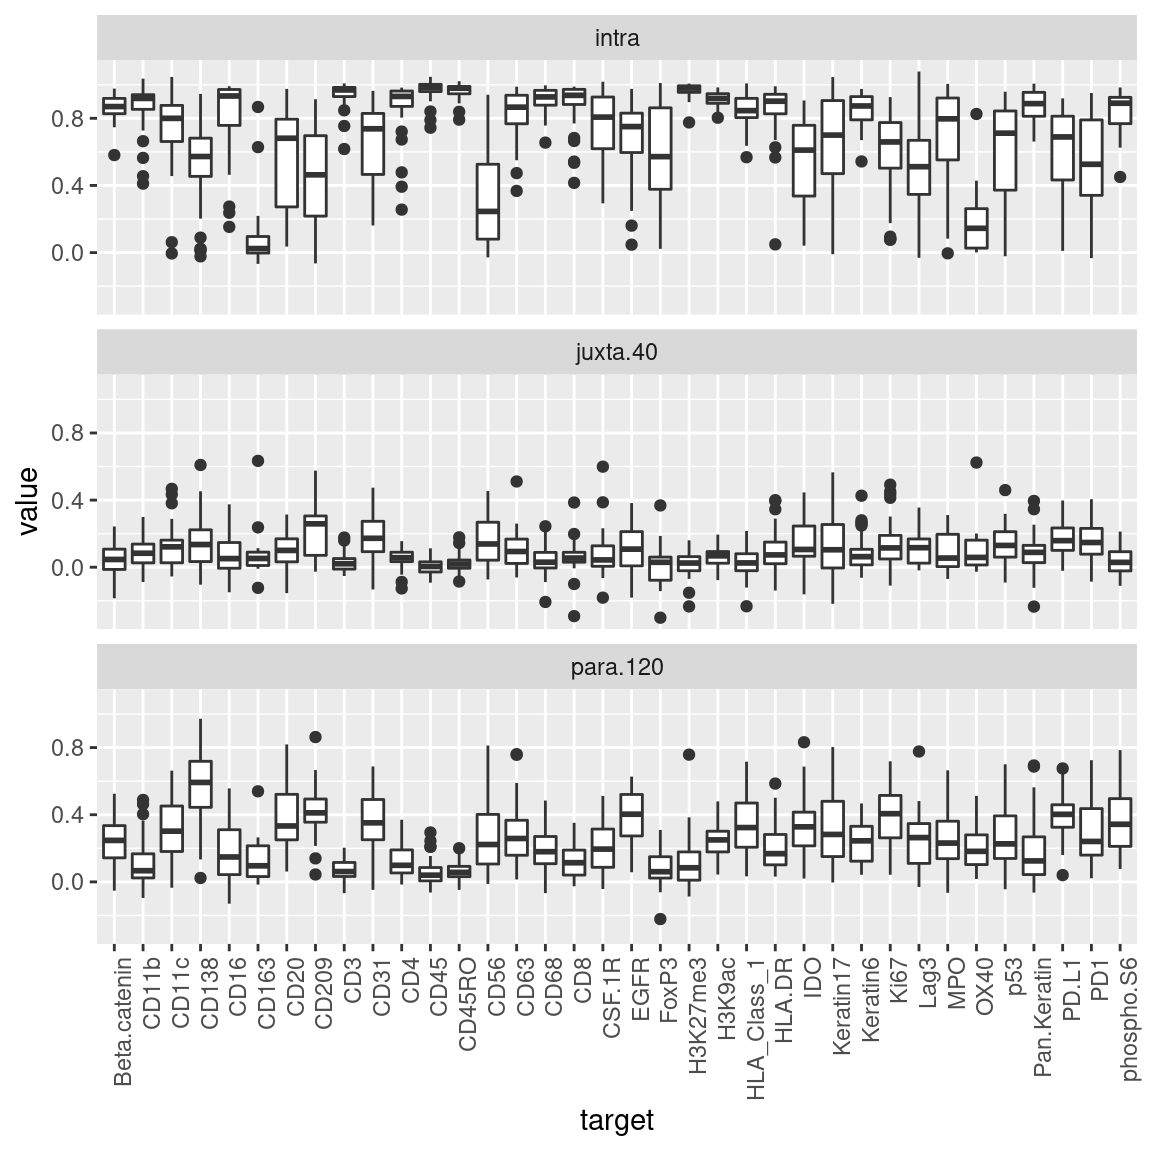 intra
0.8
0.4
0.0
juxta.40
0.8
0.4
0.0
value
para.120
0.8
0.4
0.0
Beta.catenin
CD11b
CD11c
CD138
CD16
CD163
CD20
CD209
CD3
CD31
CD4
CD45
CD45RO
CD56
CD63
CD68
CD8
CSF.1R
EGFR
FoxP3
H3K27me3
H3K9ac
HLA_Class_1
HLA.DR
IDO
Keratin17
Keratin6
Ki67
Lag3
MPO
OX40
p53
Pan.Keratin
PD.L1
PD1
phospho.S6
target